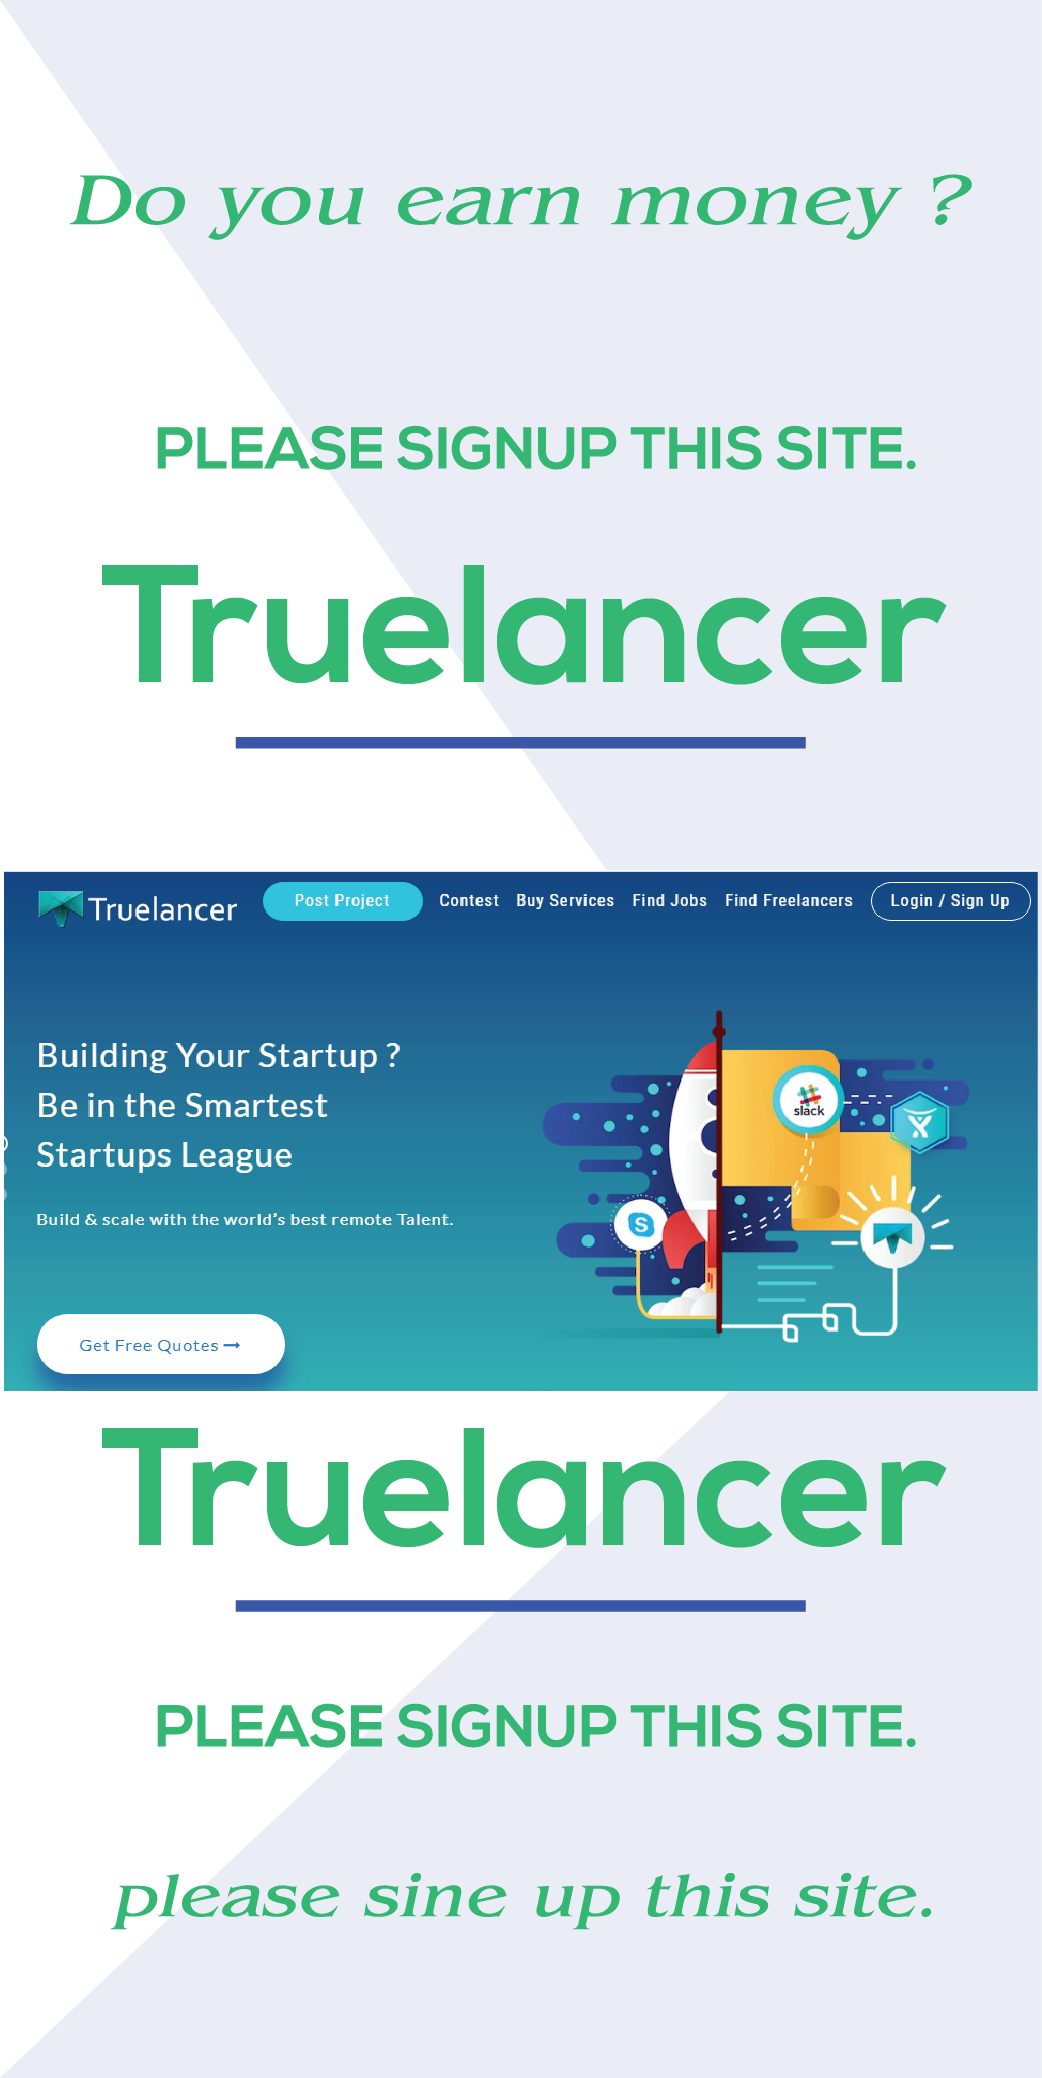 Do you earn money ?
PLEASE SIGNUP THIS SITE.
Truelancer
Truelancer Post Project Contest Buy Services Find Jobs Find Freelancers Login / Sign Up
Building Your Startup ?
Be in the Smartest
Startups League
Build & scale with the world's best remote Talent.
slack
S
Get Free Quotes →
Truelancer
PLEASE SIGNUP THIS SITE.
please sine up this site.